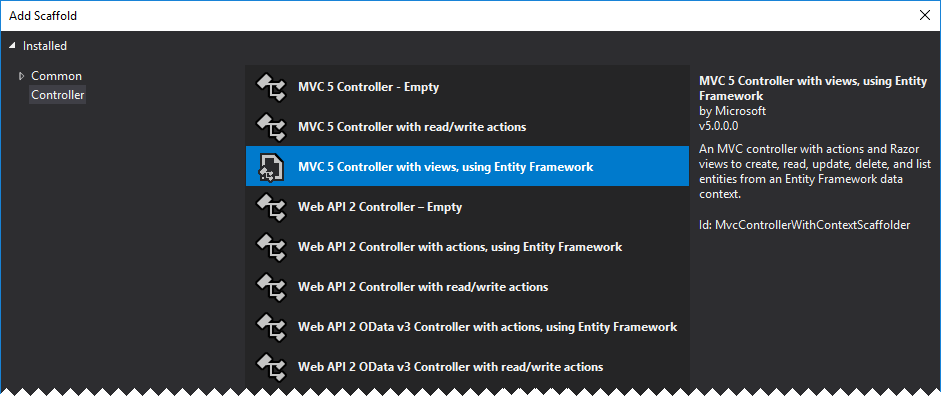 Add Scaffold
Installed
Common
Controller
MVC 5 Controller - Empty
MVC 5 Controller with read/write actions
MVC 5 Controller with views, using Entity Framework
Web API 2 Controller – Empty
Web API 2 Controller with actions, using Entity Framework
Web API 2 Controller with read/write actions
Web API 2 OData v3 Controller with actions, using Entity Framework
Web API 2 OData v3 Controller with read/write actions
MVC 5 Controller with views, using Entity
Framework
by Microsoft
v5.0.0.0
An MVC controller with actions and Razor
views to create, read, update, delete, and list
entities from an Entity Framework data
context.
Id: MvcControllerWithContextScaffolder